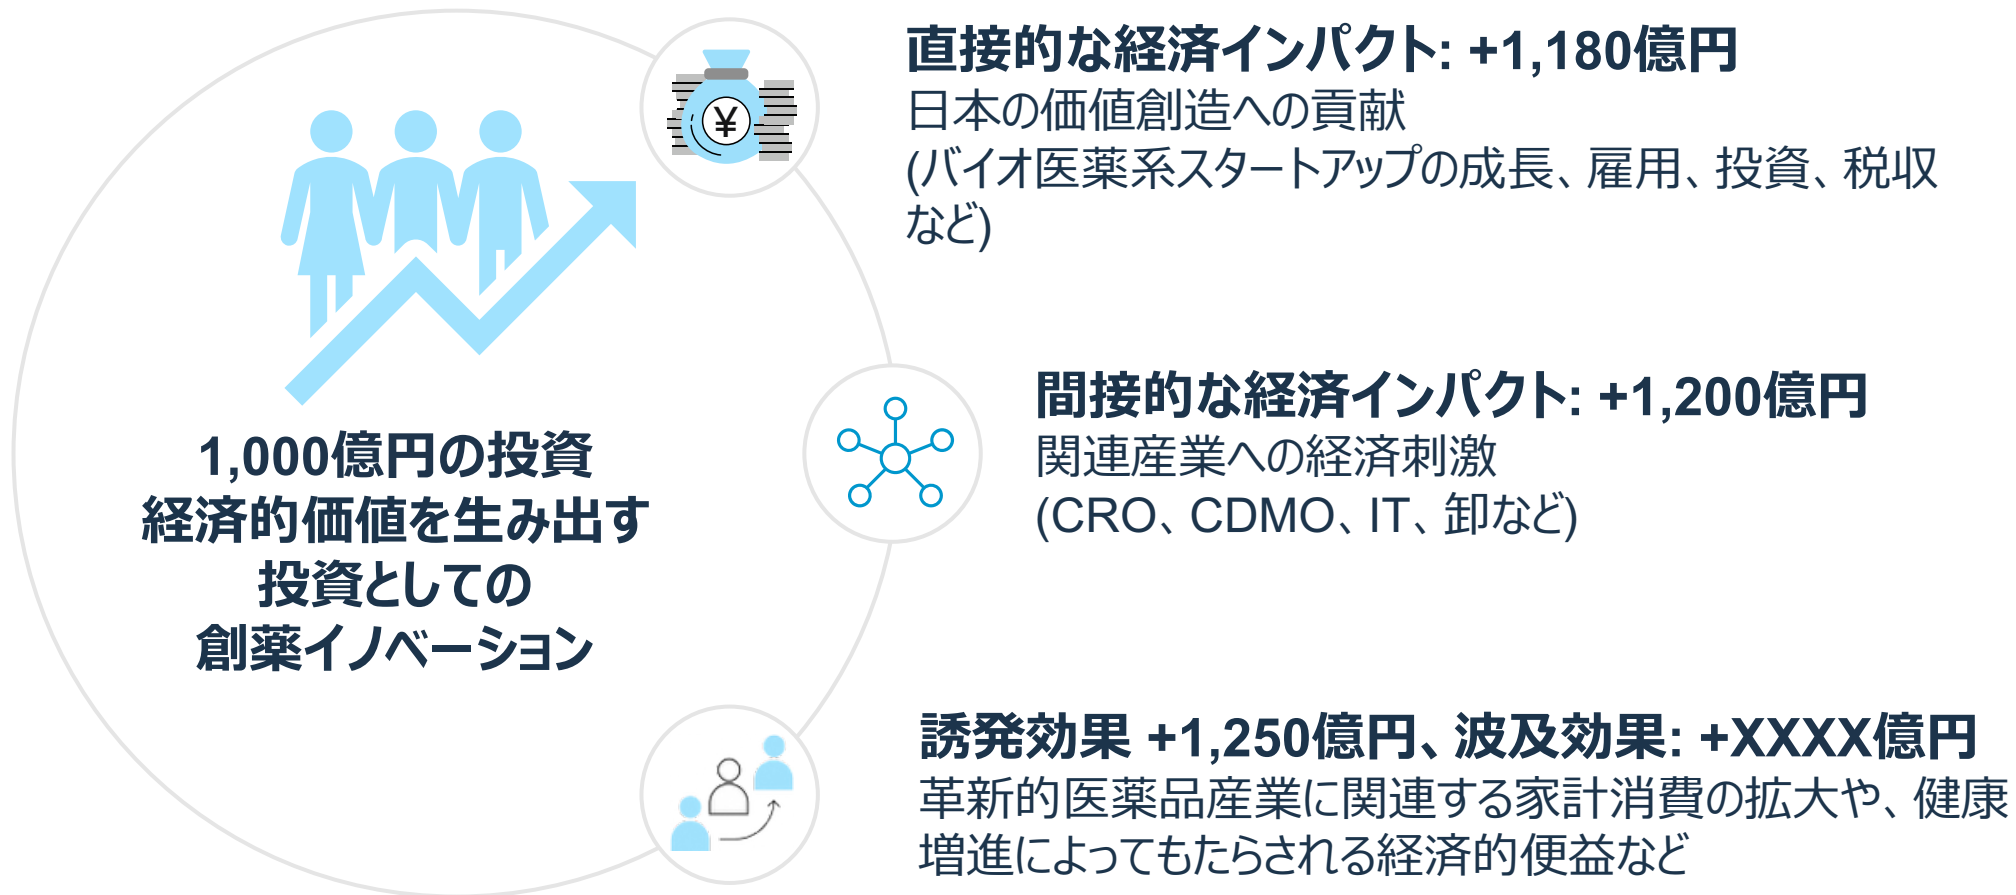 ¥
直接的な経済インパクト: +1,180億円
日本の価値創造への貢献
(バイオ医薬系スタートアップの成長、雇用、投資、税収
など)
1,000億円の投資
経済的価値を生み出す
投資としての
創薬イノベーション
間接的な経済インパクト: +1,200億円
関連産業への経済刺激
(CRO、CDMO、IT、卸など)
誘発効果 +1,250億円、波及効果: +XXXX億円
革新的医薬品産業に関連する家計消費の拡大や、健康
増進によってもたらされる経済的便益など